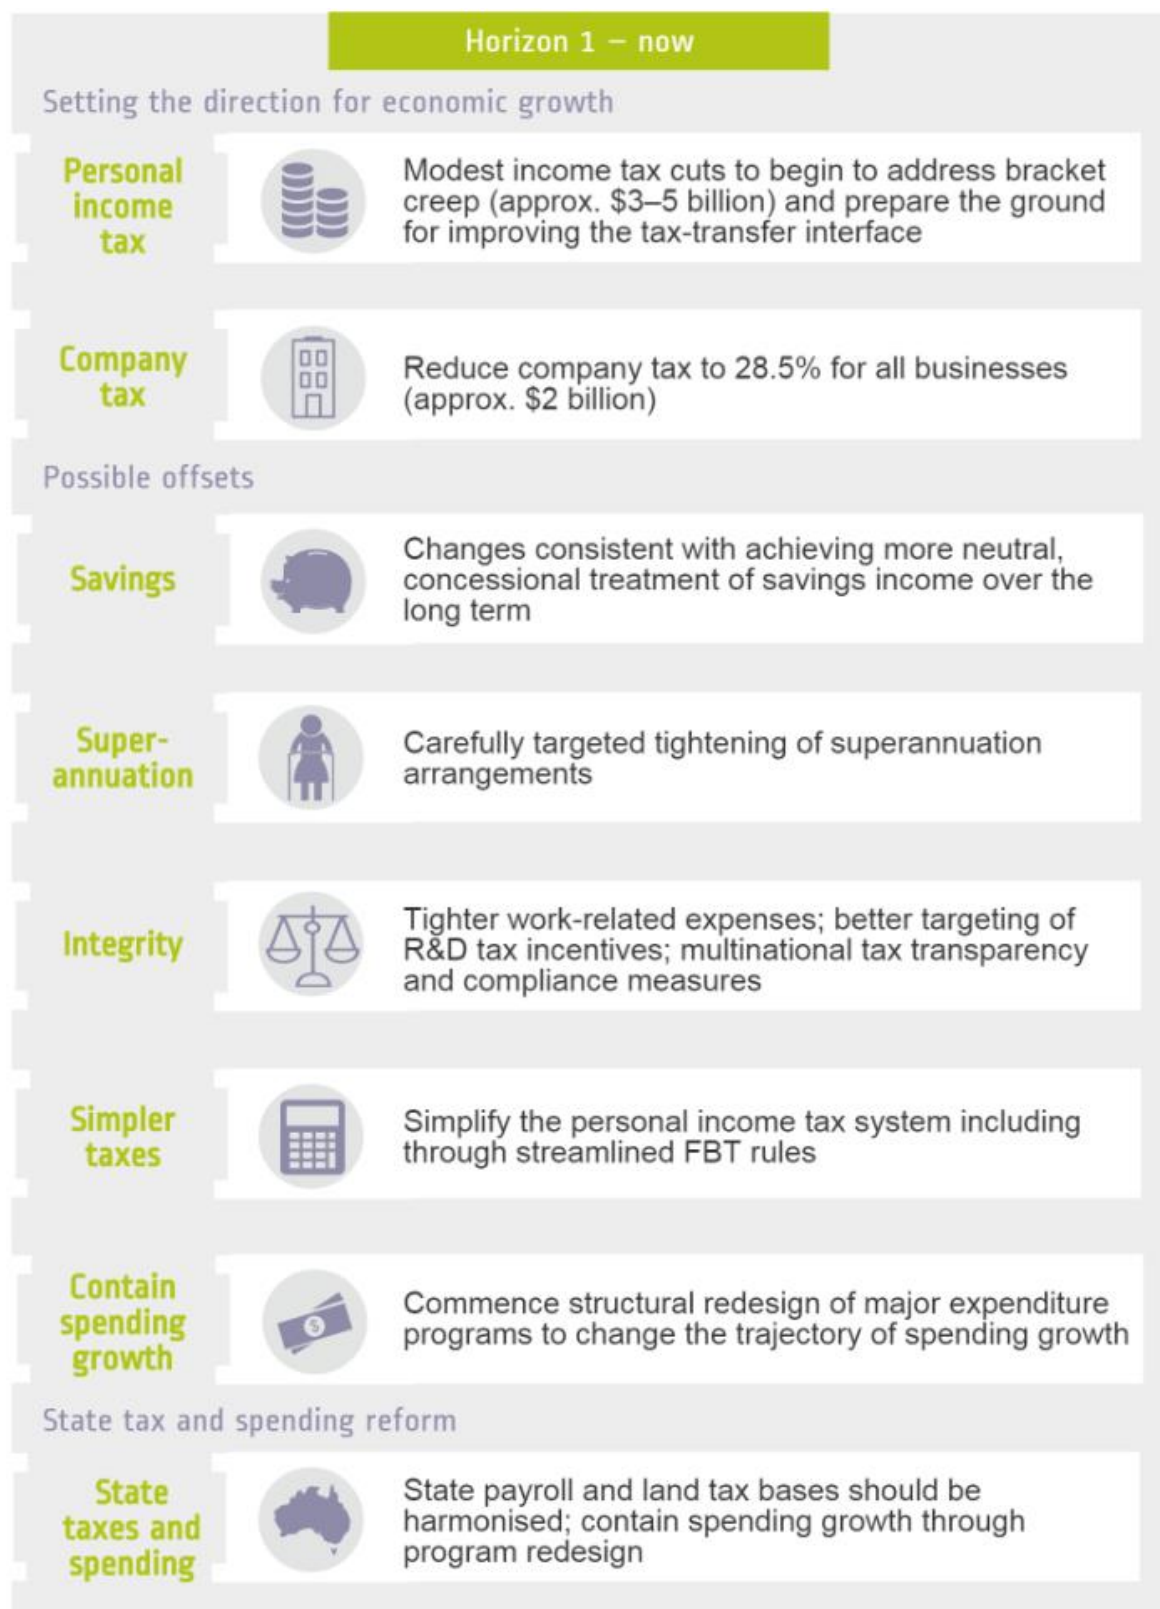 Horizon 1 – now
Setting the direction for economic growth
Personal
income
tax
Modest income tax cuts to begin to address bracket
creep (approx. $3–5 billion) and prepare the ground
for improving the tax-transfer interface
Company
tax
Reduce company tax to 28.5% for all businesses
(approx. $2 billion)
Possible offsets
Savings
Changes consistent with achieving more neutral,
concessional treatment of savings income over the
long term
Super-
annuation
Carefully targeted tightening of superannuation
arrangements
Integrity
Tighter work-related expenses; better targeting of
R&D tax incentives; multinational tax transparency
and compliance measures
Simpler
taxes
Simplify the personal income tax system including
through streamlined FBT rules
Contain
spending
growth
$
Commence structural redesign of major expenditure
programs to change the trajectory of spending growth
State tax and spending reform
State
taxes and
spending
State payroll and land tax bases should be
harmonised; contain spending growth through
program redesign